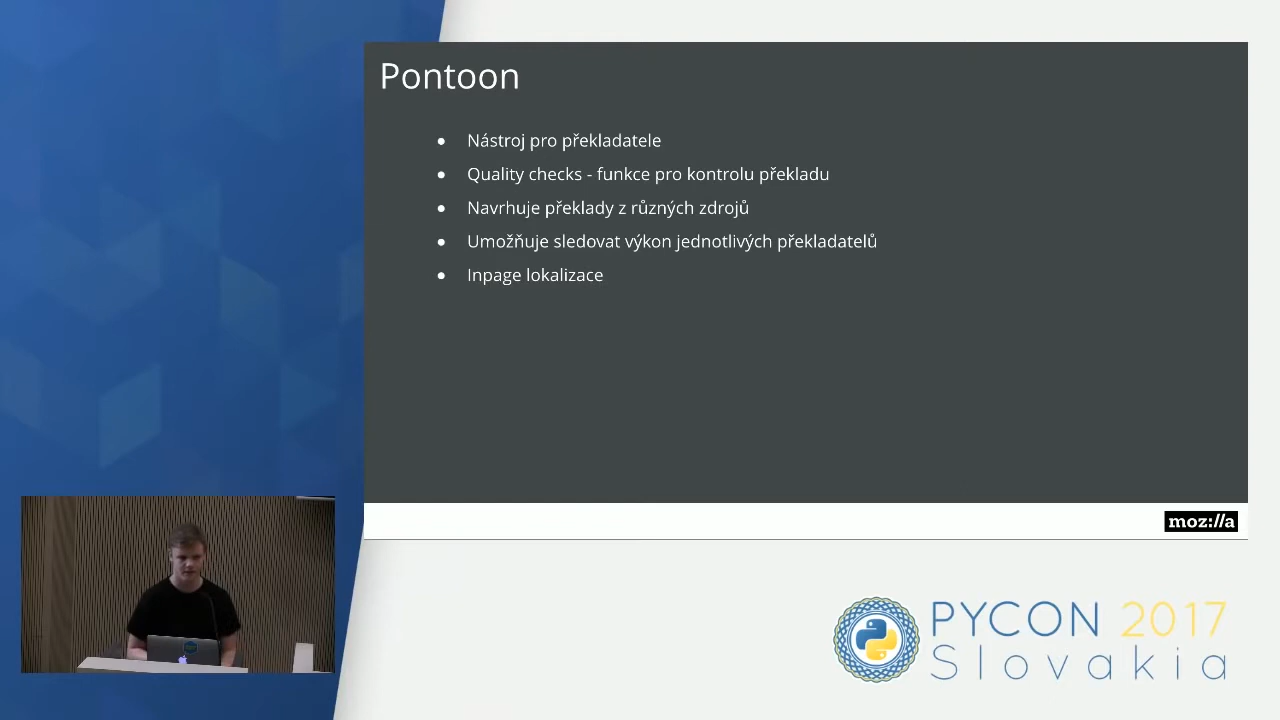 Pontoon
Nástroj pro překladatele
Quality checks - funkce pro kontrolu překladu
Navrhuje překlady z různých zdrojů
Umožňuje sledovat výkon jednotlivých překladatelů
Inpage lokalizace
moz://a
PYCON 2017
Slovakia